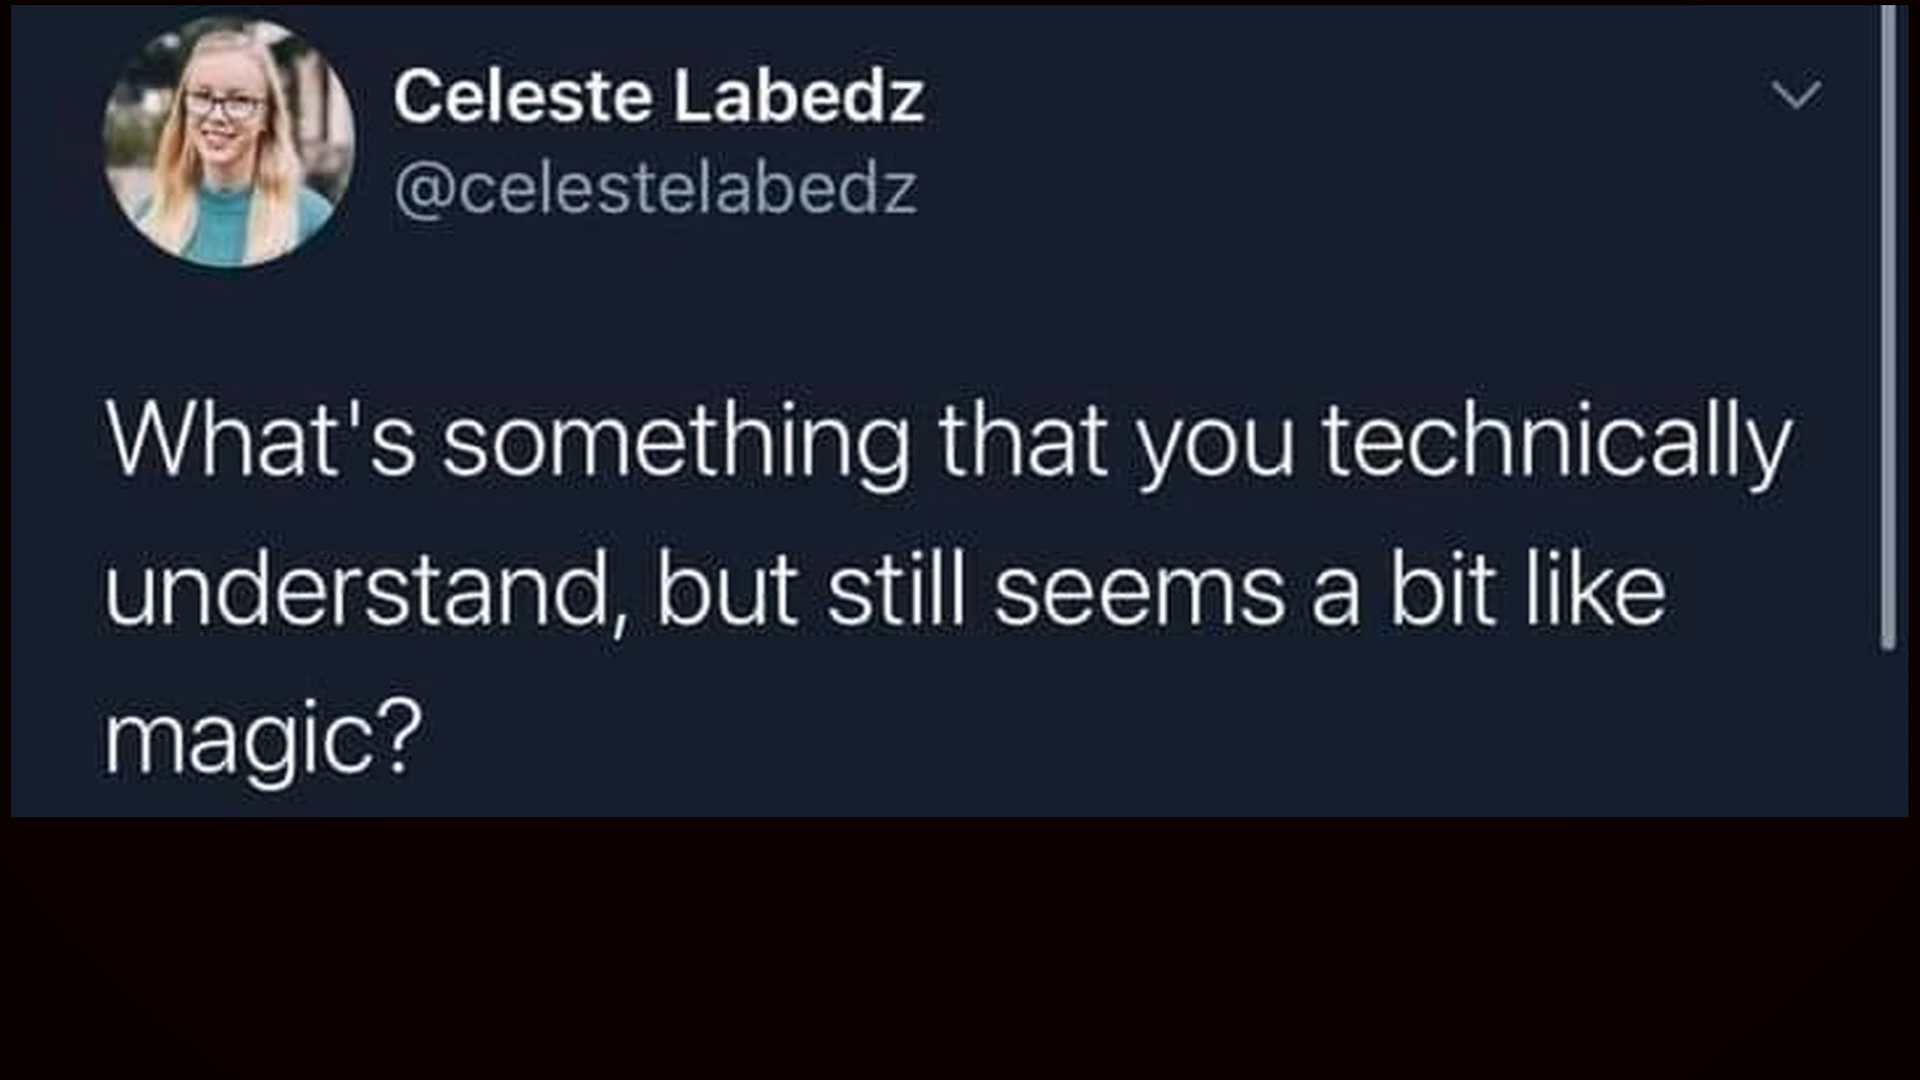 Celeste Labedz
@celestelabedz
What's something that you technically
understand, but still seems a bit like
magic?